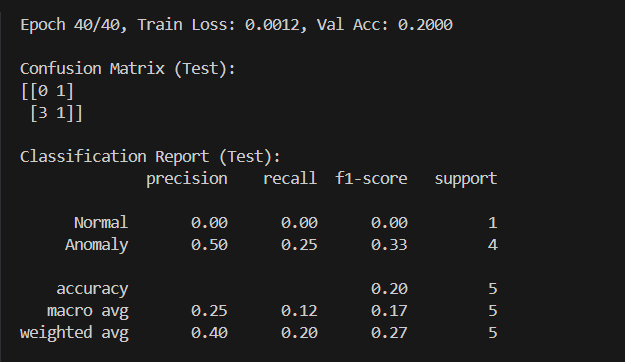 Epoch 40/40, Train Loss: 0.0012, Val Acc: 0.2000
Confusion Matrix (Test):
[[0 1]
 [3 1]]
Classification Report (Test):
              precision    recall  f1-score   support
      Normal       0.00      0.00      0.00         1
     Anomaly       0.50      0.25      0.33         4
    accuracy                           0.20         5
   macro avg       0.25      0.12      0.17         5
weighted avg       0.40      0.20      0.27         5